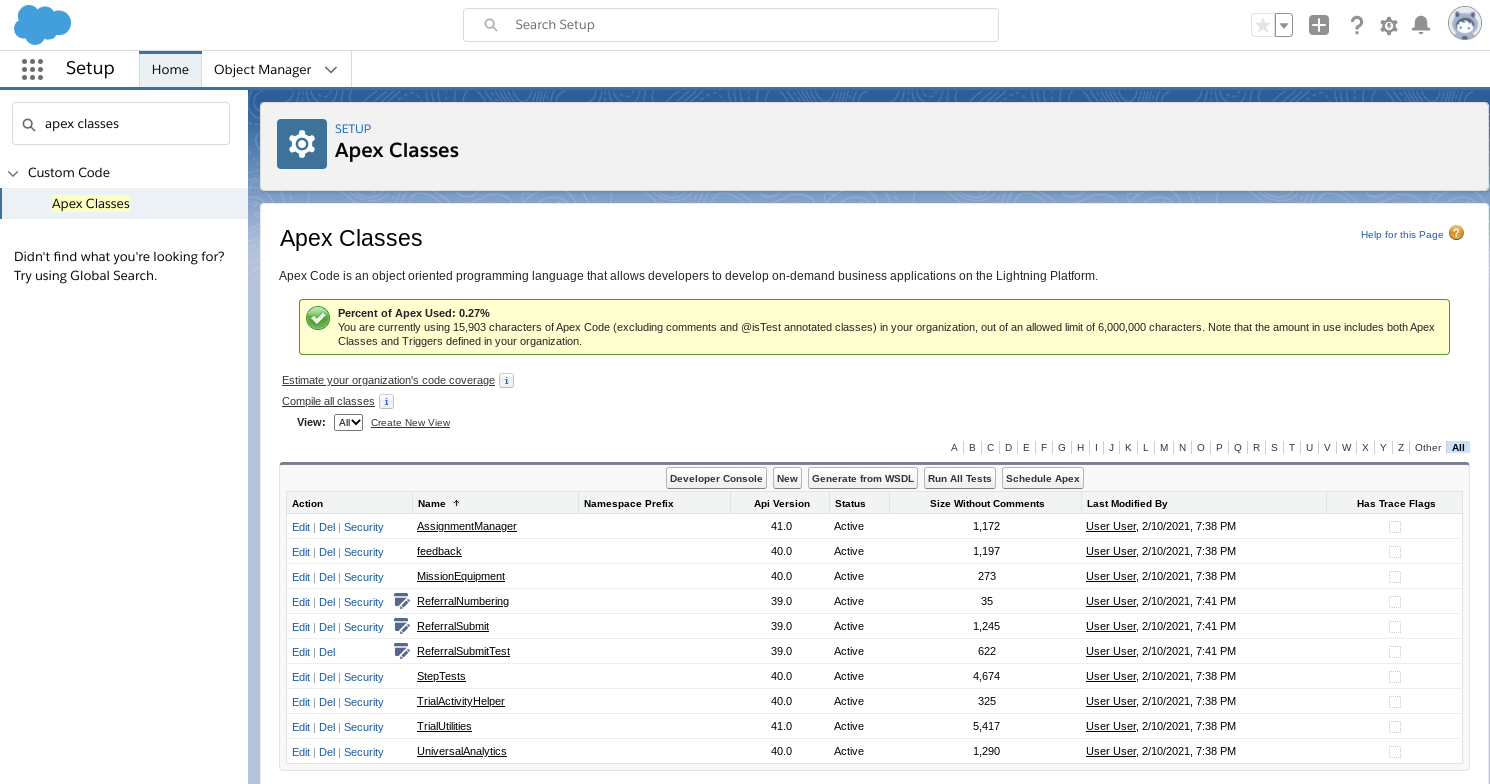 Search Setup
Setup
Home
Object Manager
apex classes
Custom Code
Apex Classes
Didn't find what you're looking for?
Try using Global Search.
SETUP
Apex Classes
Apex Classes
Help for this Page ?
Apex Code is an object oriented programming language that allows developers to develop on-demand business applications on the Lightning Platform.
Percent of Apex Used: 0.27%
You are currently using 15,903 characters of Apex Code (excluding comments and @isTest annotated classes) in your organization, out of an allowed limit of 6,000,000 characters. Note that the amount in use includes both Apex
Classes and Triggers defined in your organization.
Estimate your organization's code coverage i
Compile all classes i
View: All Create New View
A | B | C | D | E | F | G | H | I | J | K | L | M | N | O | P | Q | R | S | T | U | V | W | X | Y | Z | Other | All
Developer Console New Generate from WSDL Run All Tests Schedule Apex
Action Name ↑ Namespace Prefix Api Version Status Size Without Comments Last Modified By Has Trace Flags
Edit | Del | Security AssignmentManager 41.0 Active 1,172 User User, 2/10/2021, 7:38 PM
Edit | Del | Security feedback 40.0 Active 1,197 User User, 2/10/2021, 7:38 PM
Edit | Del | Security MissionEquipment 40.0 Active 273 User User, 2/10/2021, 7:38 PM
Edit | Del | Security ReferralNumbering 39.0 Active 35 User User, 2/10/2021, 7:41 PM
Edit | Del | Security ReferralSubmit 39.0 Active 1,245 User User, 2/10/2021, 7:41 PM
Edit | Del ReferralSubmitTest 39.0 Active 622 User User, 2/10/2021, 7:41 PM
Edit | Del | Security StepTests 40.0 Active 4,674 User User, 2/10/2021, 7:38 PM
Edit | Del | Security TrialActivityHelper 40.0 Active 325 User User, 2/10/2021, 7:38 PM
Edit | Del | Security TrialUtilities 41.0 Active 5,417 User User, 2/10/2021, 7:38 PM
Edit | Del | Security UniversalAnalytics 40.0 Active 1,290 User User, 2/10/2021, 7:38 PM